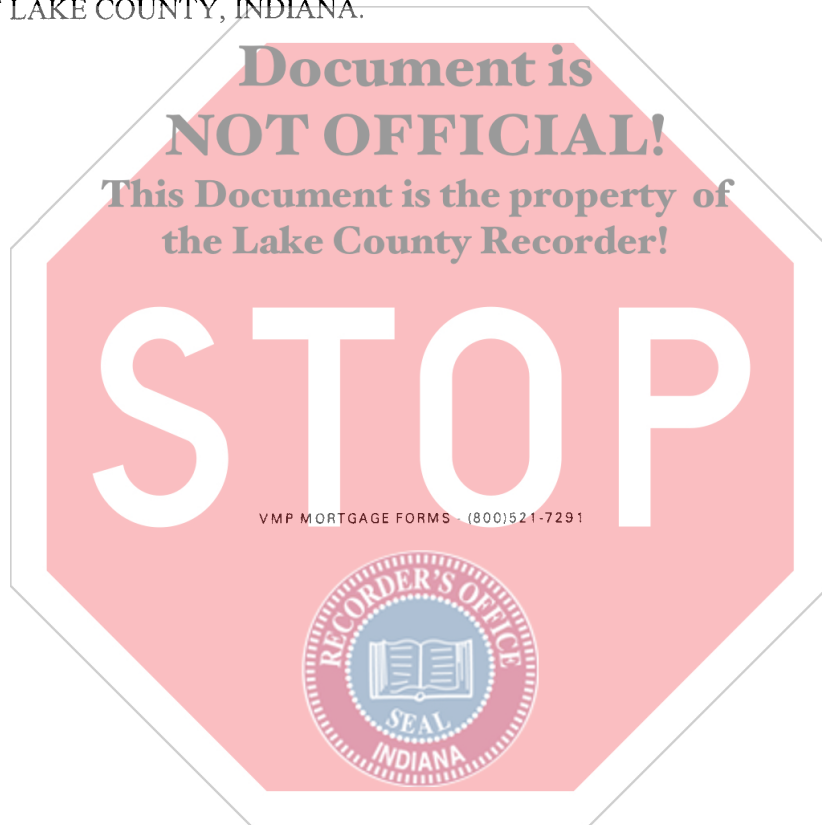 LAKE COUNTY, INDIANA.
Document is
NOT OFFICIAL!
This Document is the property of
the Lake County Recorder!
STOP
VMP MORTGAGE FORMS - (800)521-7291
RECORDER'S OFFICE
SEAL
INDIANA